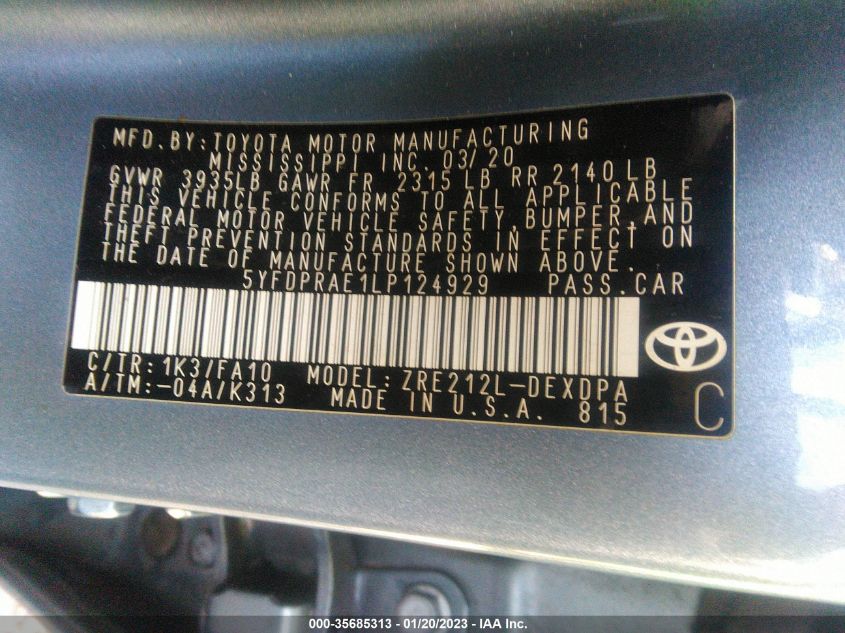 MFD. BY: TOYOTA MOTOR MANUFACTURING
MISSISSIPPI INC. 03/20
GVWR 3935LB GAWR FR 2315 LB RR 2140 LB
THIS VEHICLE CONFORMS TO ALL APPLICABLE
FEDERAL MOTOR VEHICLE SAFETY, BUMPER, AND
THEFT PREVENTION STANDARDS IN EFFECT ON
THE DATE OF MANUFACTURE SHOWN ABOVE.
5YFDPRAE1LP124929 PASS. CAR
C/TR: 1K3/FA10 MODEL: ZRE212L-DEXDPA
A/TM: -04A/K313 MADE IN U.S.A. 815
C
000-35685313 - 01/20/2023 - IAA Inc.